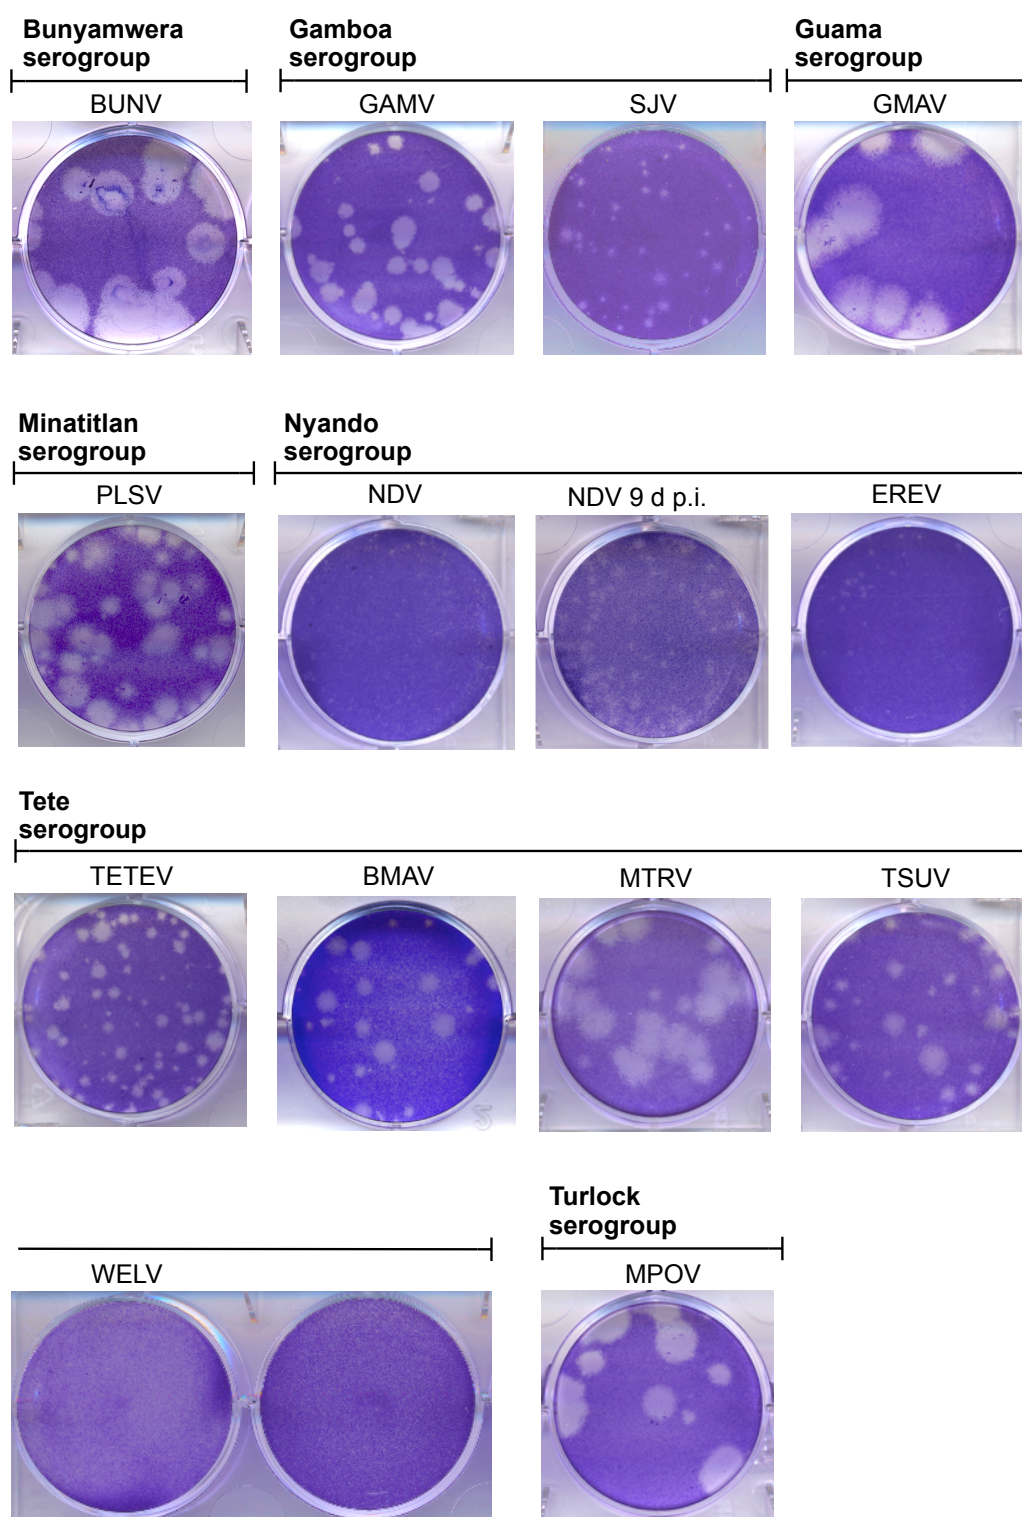 Bunyamwera
serogroup
Gamboa
serogroup
Guama
serogroup
BUNV
GAMV
SJV
GMAV
Minatitlan
serogroup
Nyando
serogroup
PLSV
NDV
NDV 9 d p.i.
EREV
Tete
serogroup
TETEV
BMAV
MTRV
TSUV
Turlock
serogroup
WELV
MPOV